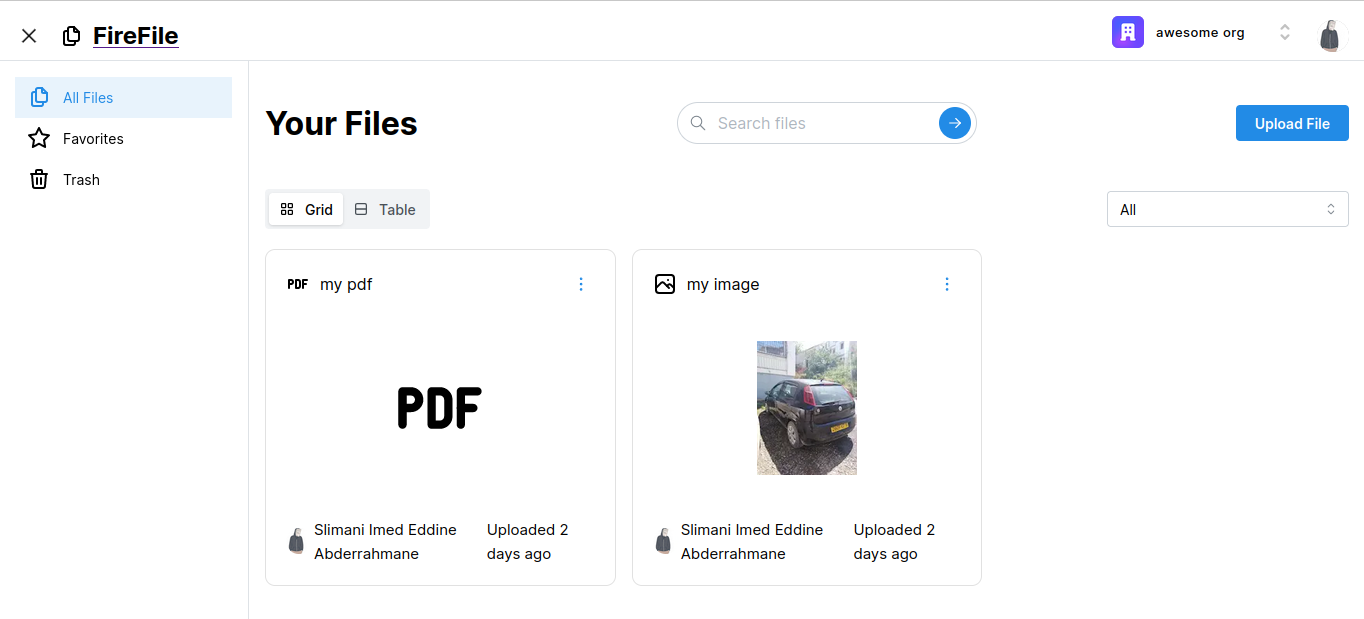 FireFile
awesome org
All Files
Favorites
Trash
Your Files
Search files
Upload File
Grid
Table
All
PDF my pdf
PDF
Slimani Imed Eddine
Abderrahmane
Uploaded 2
days ago
my image
Slimani Imed Eddine
Abderrahmane
Uploaded 2
days ago